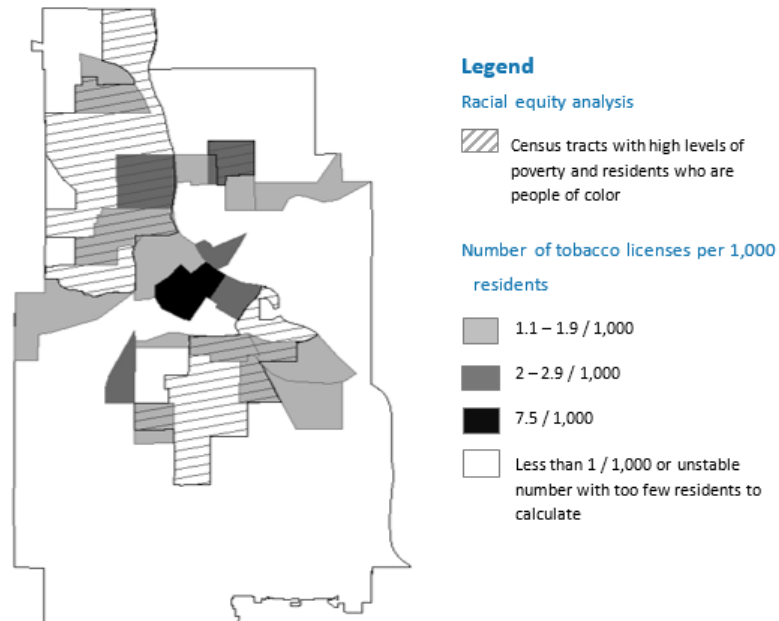 Legend
Racial equity analysis
Census tracts with high levels of
poverty and residents who are
people of color
Number of tobacco licenses per 1,000
residents
1.1 – 1.9 / 1,000
2 – 2.9 / 1,000
7.5 / 1,000
Less than 1 / 1,000 or unstable
number with too few residents to
calculate